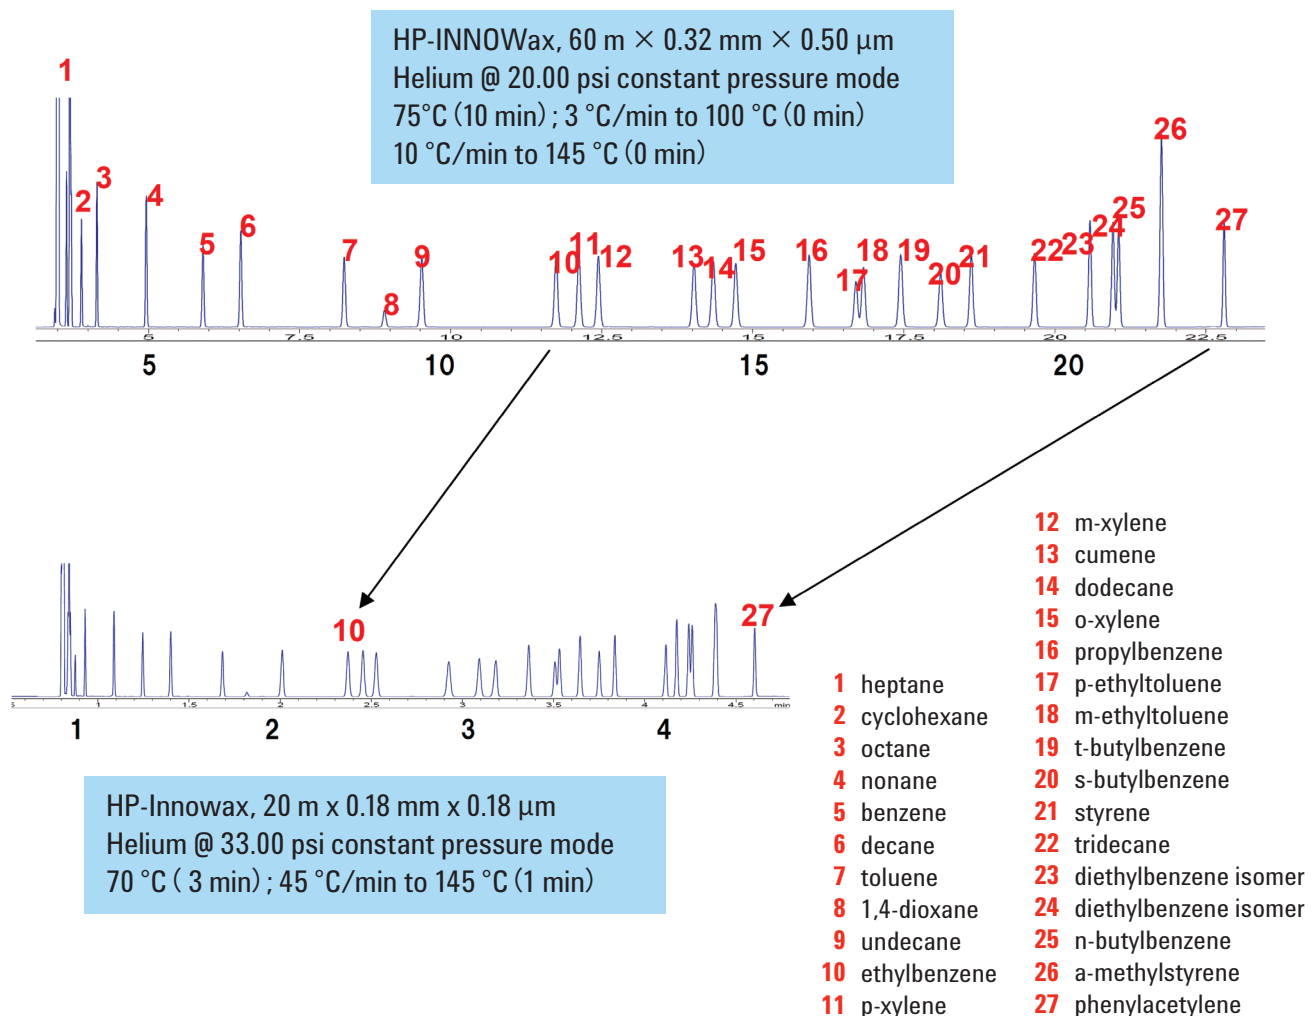 HP-INNOWax, 60 m × 0.32 mm × 0.50 µm
Helium @ 20.00 psi constant pressure mode
75°C (10 min) ; 3 °C/min to 100 °C (0 min)
10 °C/min to 145 °C (0 min)
1
2
3
4
5
6
7
8
9
10
11
12
13
14
15
16
17
18
19
20
21
22
23
24
25
26
27
5 7.5 10 12.5 15 17.5 20 22.5
5 10 15 20
10
27
1 1.5 2 2.5 3 3.5 4 4.5 min
1 2 3 4
HP-Innowax, 20 m x 0.18 mm x 0.18 µm
Helium @ 33.00 psi constant pressure mode
70 °C ( 3 min) ; 45 °C/min to 145 °C (1 min)
1 heptane
2 cyclohexane
3 octane
4 nonane
5 benzene
6 decane
7 toluene
8 1,4-dioxane
9 undecane
10 ethylbenzene
11 p-xylene
12 m-xylene
13 cumene
14 dodecane
15 o-xylene
16 propylbenzene
17 p-ethyltoluene
18 m-ethyltoluene
19 t-butylbenzene
20 s-butylbenzene
21 styrene
22 tridecane
23 diethylbenzene isomer
24 diethylbenzene isomer
25 n-butylbenzene
26 a-methylstyrene
27 phenylacetylene